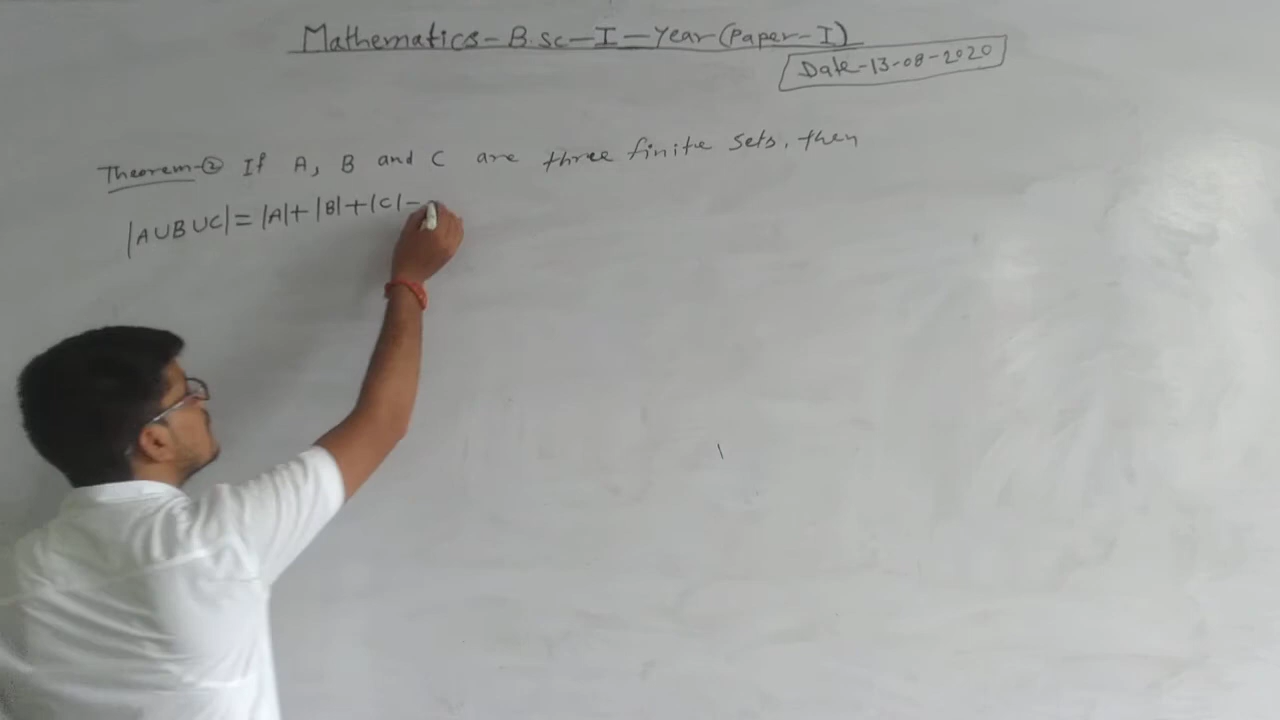 Mathematics-B.sc-I-Year(Paper-I)
Date-13-08-2020
Theorem-② If A, B and C are three finite sets, then
|A∪B∪C|=|A|+|B|+|C|-